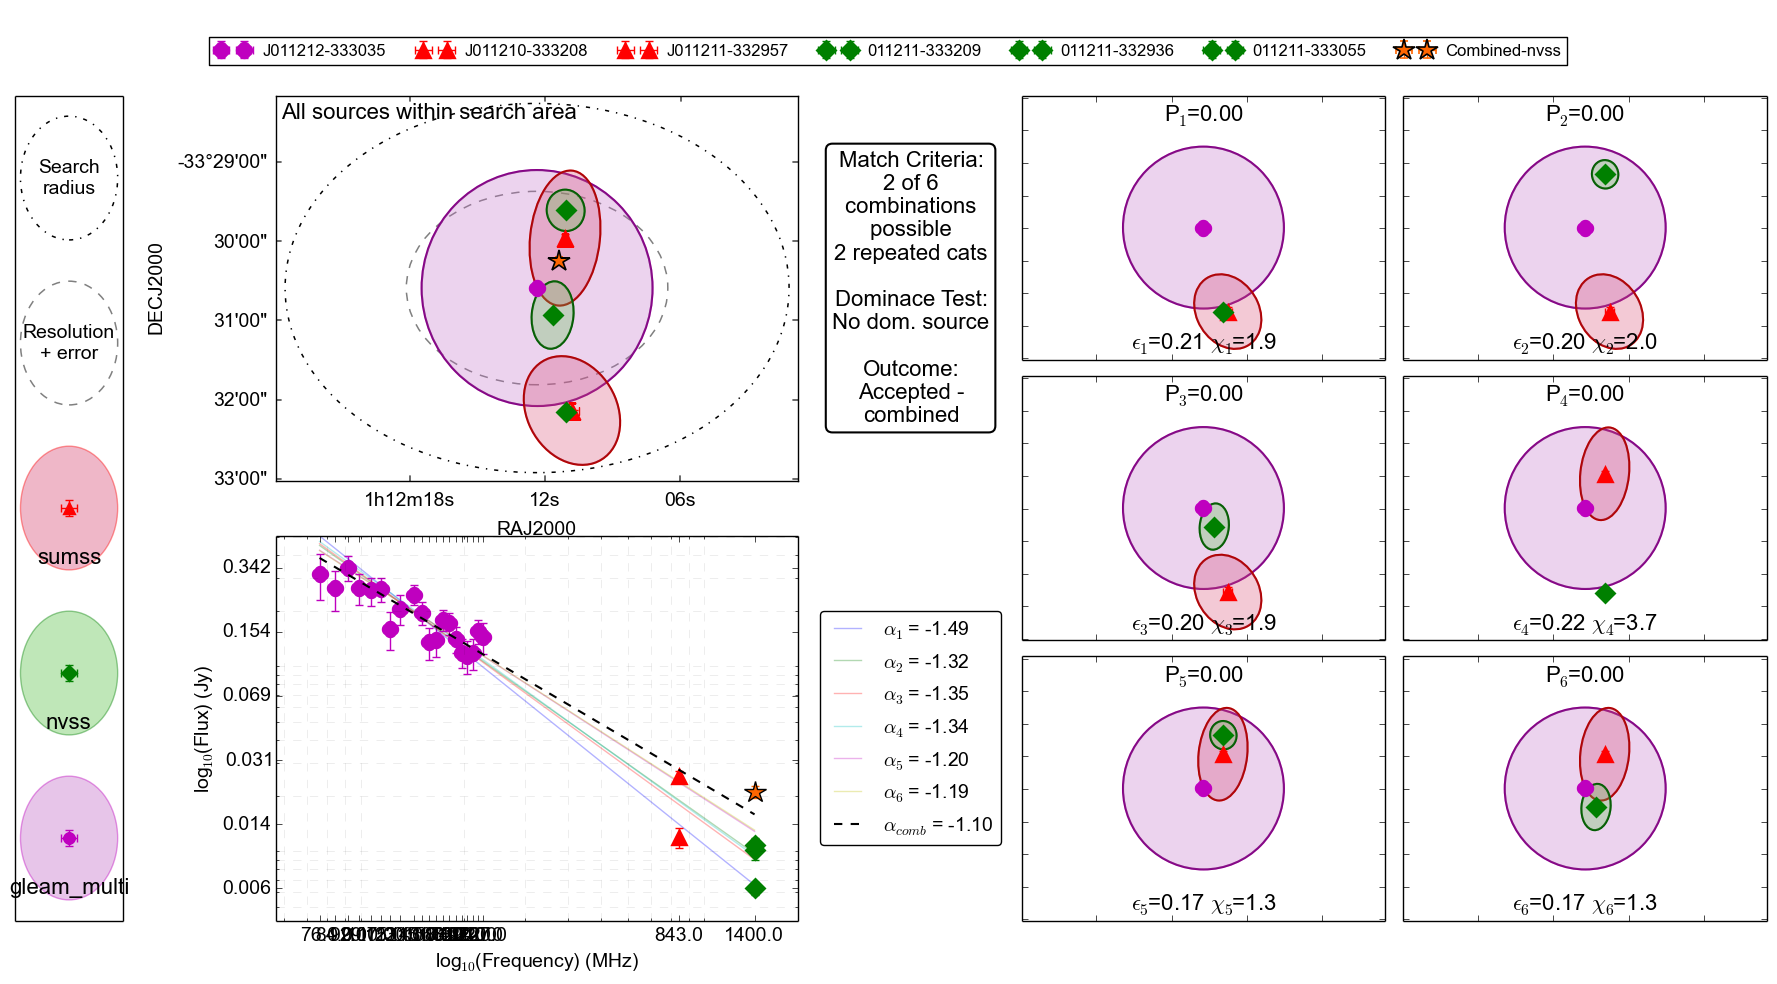 J011212-333035 J011210-333208 J011211-332957 011211-333209 011211-332936 011211-333055 Combined-nvss
Search
radius
Resolution
+ error
sumss
nvss
gleam_multi
All sources within search area
DECJ2000
-33°29'00"
30'00"
31'00"
32'00"
33'00"
1h12m18s 12s 06s
RAJ2000
Match Criteria:
2 of 6
combinations
possible
2 repeated cats
Dominace Test:
No dom. source
Outcome:
Accepted -
combined
log₁₀(Flux) (Jy)
0.342
0.154
0.069
0.031
0.014
0.006
843.0 1400.0
log₁₀(Frequency) (MHz)
α₁ = -1.49
α₂ = -1.32
α₃ = -1.35
α₄ = -1.34
α₅ = -1.20
α₆ = -1.19
α_comb = -1.10
P₁=0.00
ϵ₁=0.21 χ₁=1.9
P₂=0.00
ϵ₂=0.20 χ₂=2.0
P₃=0.00
ϵ₃=0.20 χ₃=1.9
P₄=0.00
ϵ₄=0.22 χ₄=3.7
P₅=0.00
ϵ₅=0.17 χ₅=1.3
P₆=0.00
ϵ₆=0.17 χ₆=1.3